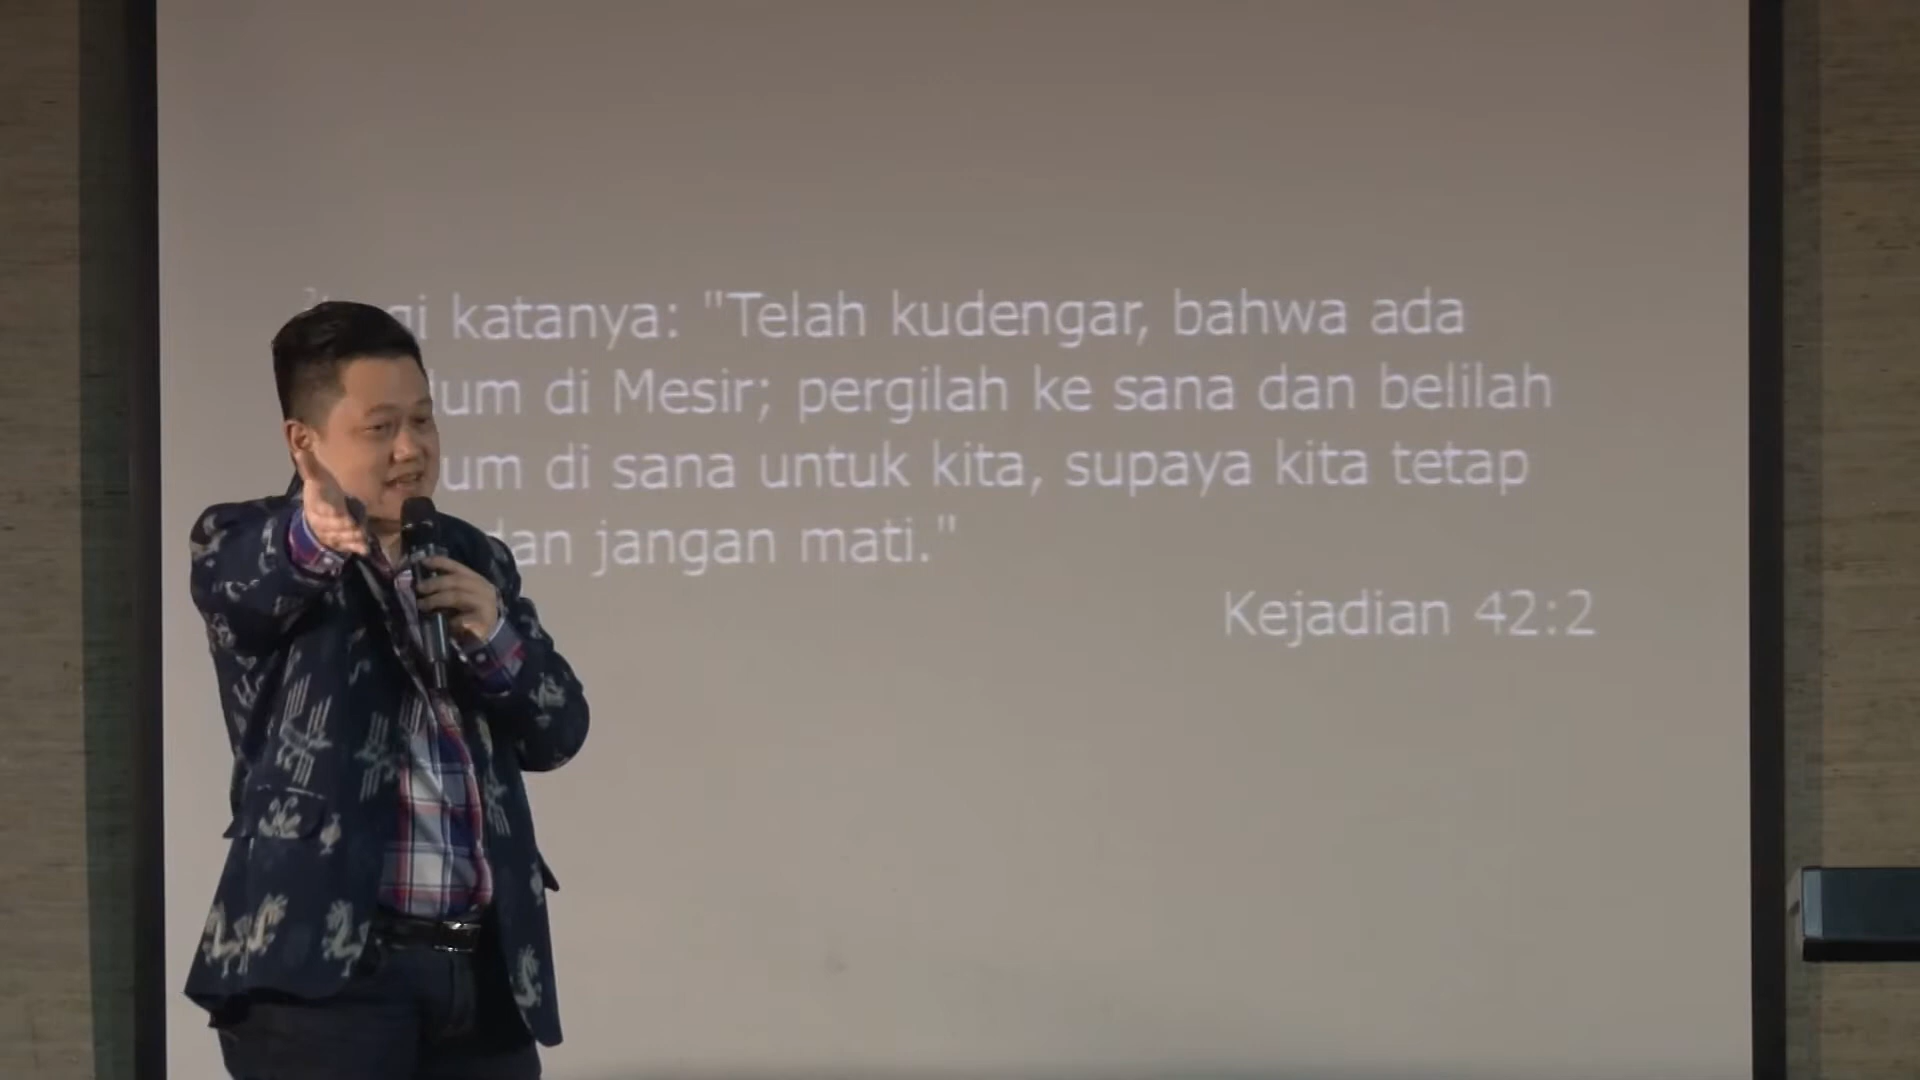 katanya: "Telah kudengar, bahwa ada
di Mesir; pergilah ke sana dan belilah
di sana untuk kita, supaya kita tetap
dan jangan mati."
Kejadian 42:2